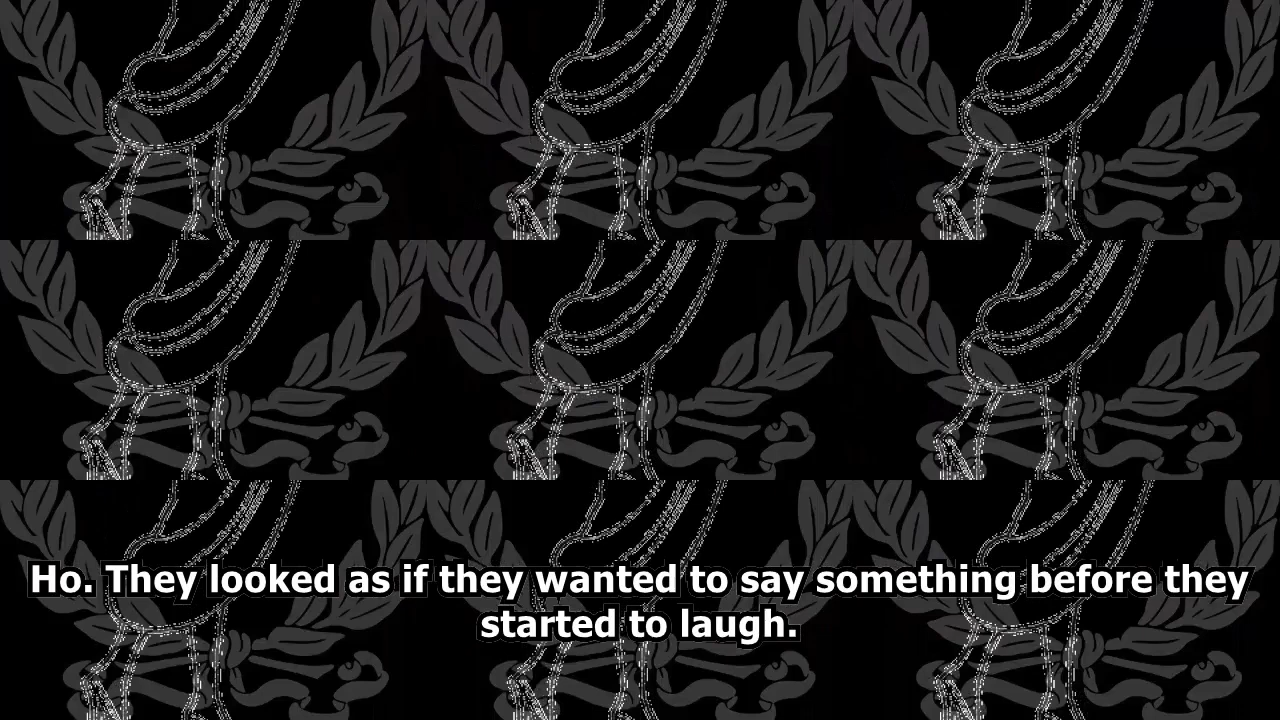 Ho. They looked as if they wanted to say something before they
started to laugh.